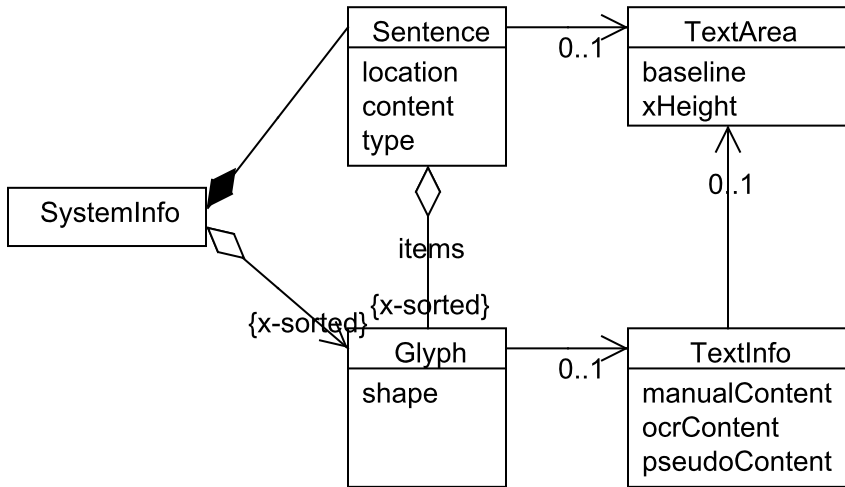 Sentence
location
content
type
0..1
TextArea
baseline
xHeight
0..1
SystemInfo
items
{x-sorted}
{x-sorted}
Glyph
shape
0..1
TextInfo
manualContent
ocrContent
pseudoContent